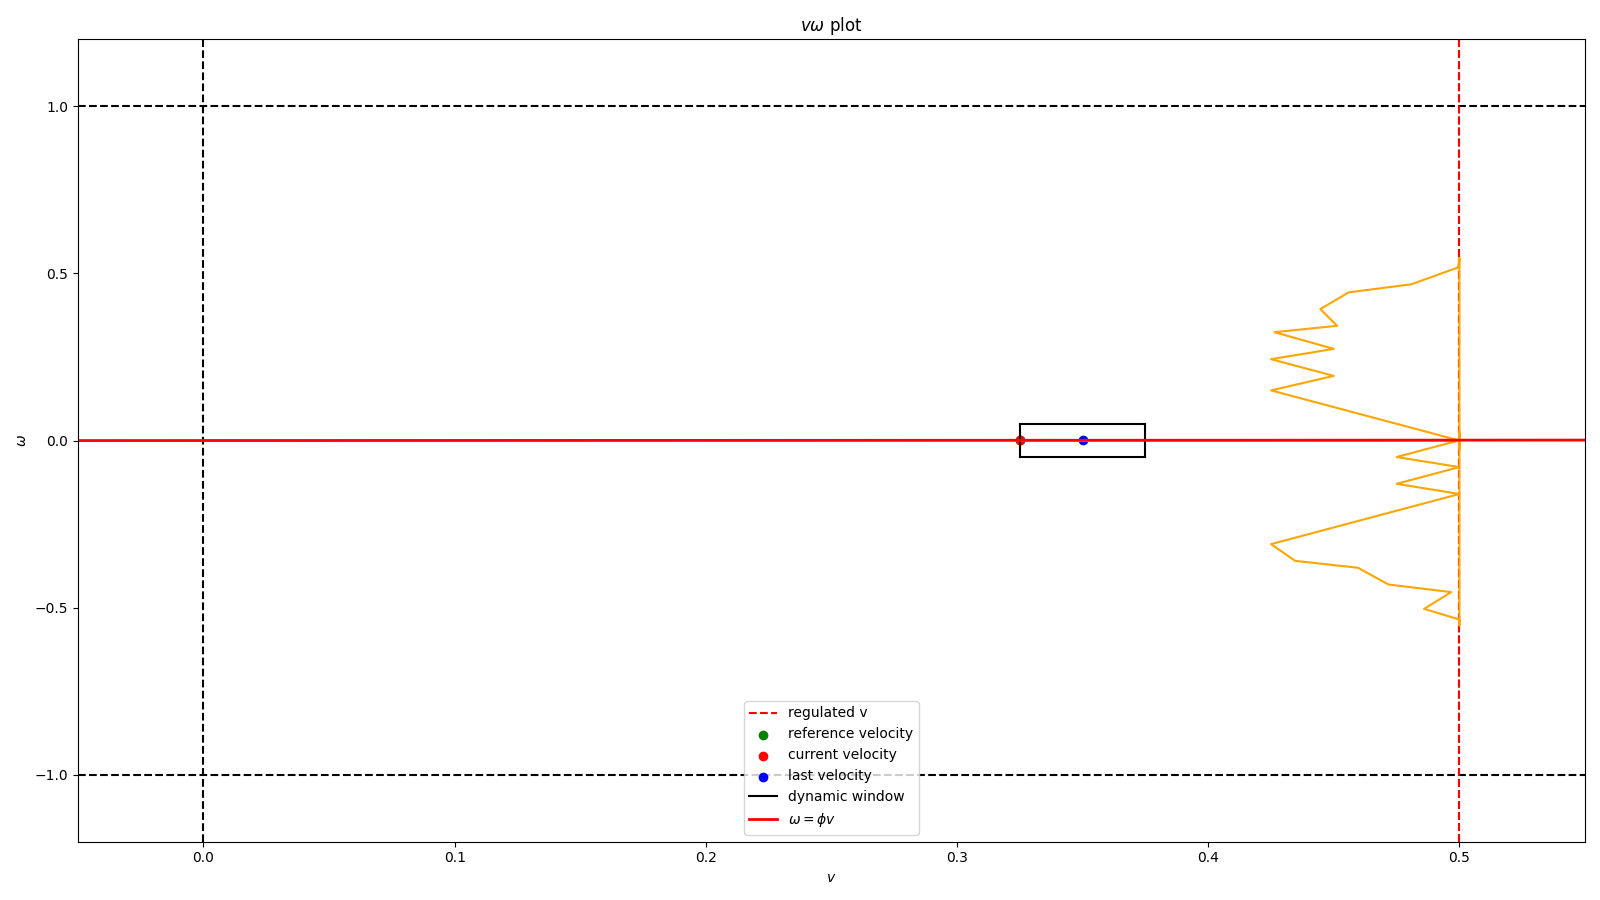 vω plot
1.0
0.5
0.0
−0.5
−1.0
ω
regulated v
reference velocity
current velocity
last velocity
dynamic window
ω = ϕv
0.0 0.1 0.2 0.3 0.4 0.5
v